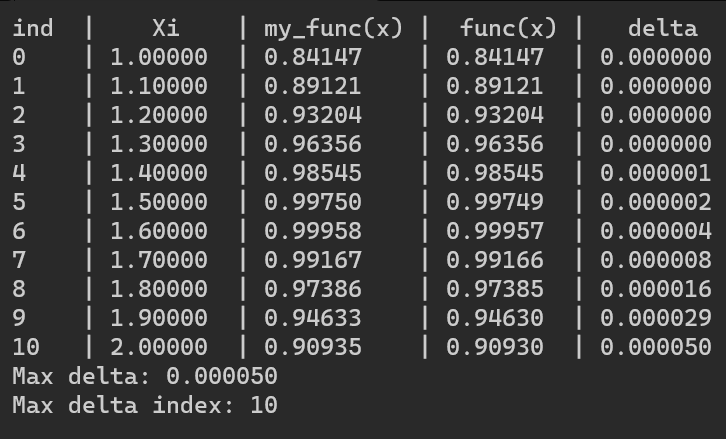 ind | Xi | my_func(x) | func(x) | delta
0 | 1.00000 | 0.84147 | 0.84147 | 0.000000
1 | 1.10000 | 0.89121 | 0.89121 | 0.000000
2 | 1.20000 | 0.93204 | 0.93204 | 0.000000
3 | 1.30000 | 0.96356 | 0.96356 | 0.000000
4 | 1.40000 | 0.98545 | 0.98545 | 0.000001
5 | 1.50000 | 0.99750 | 0.99749 | 0.000002
6 | 1.60000 | 0.99958 | 0.99957 | 0.000004
7 | 1.70000 | 0.99167 | 0.99166 | 0.000008
8 | 1.80000 | 0.97386 | 0.97385 | 0.000016
9 | 1.90000 | 0.94633 | 0.94630 | 0.000029
10 | 2.00000 | 0.90935 | 0.90930 | 0.000050
Max delta: 0.000050
Max delta index: 10